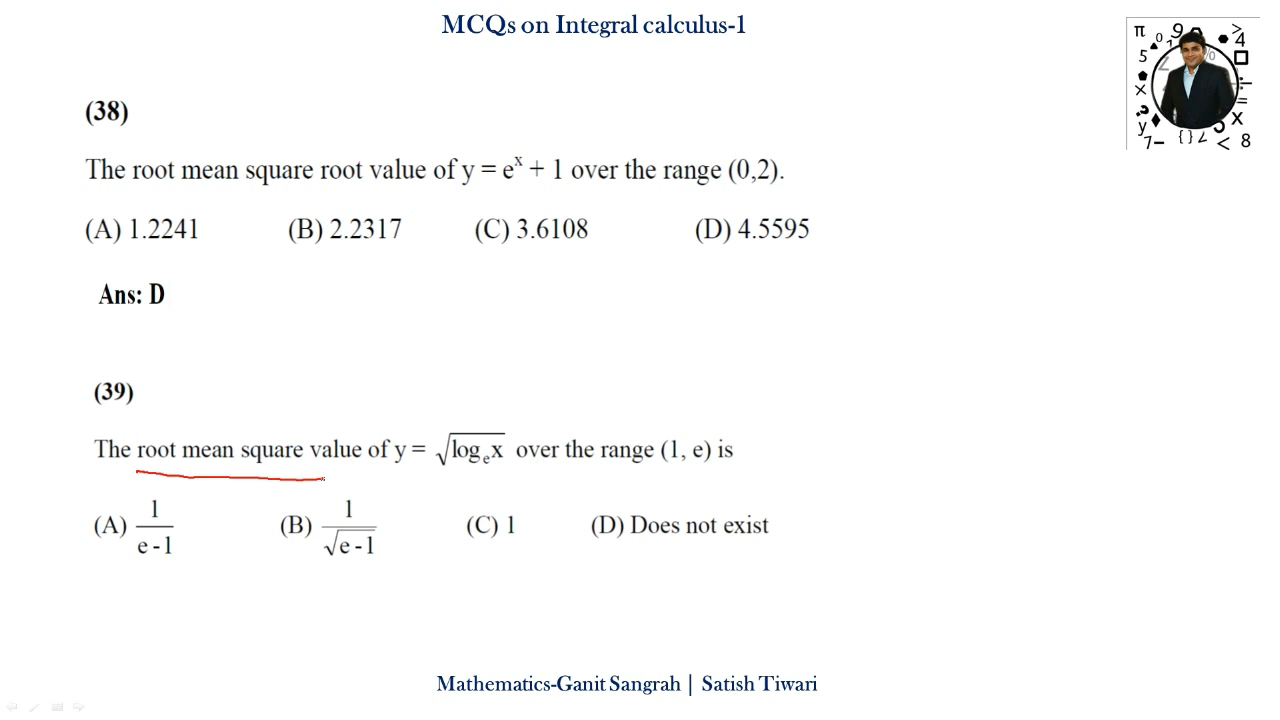 MCQs on Integral calculus-1
(38)
The root mean square root value of y = eˣ + 1 over the range (0,2).
(A) 1.2241 (B) 2.2317 (C) 3.6108 (D) 4.5595
Ans: D
(39)
The root mean square value of y = √(logₑx) over the range (1, e) is
(A) 1/(e-1) (B) 1/√(e-1) (C) 1 (D) Does not exist
Mathematics-Ganit Sangrah | Satish Tiwari